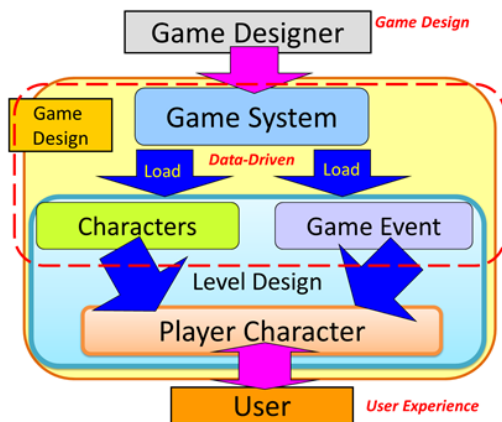 Game Designer
Game Design
Game System
Game
Design
Load
Data-Driven
Load
Characters
Game Event
Level Design
Player Character
User
User Experience